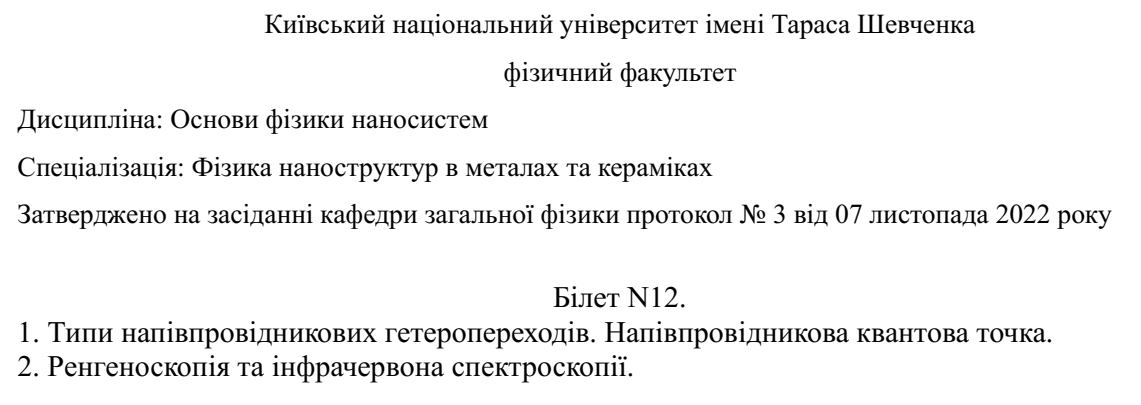 Київський національний університет імені Тараса Шевченка
фізичний факультет
Дисципліна: Основи фізики наносистем
Спеціалізація: Фізика наноструктур в металах та кераміках
Затверджено на засіданні кафедри загальної фізики протокол № 3 від 07 листопада 2022 року
Білет N12.
1. Типи напівпровідникових гетеропереходів. Напівпровідникова квантова точка.
2. Ренгеноскопія та інфрачервона спектроскопії.